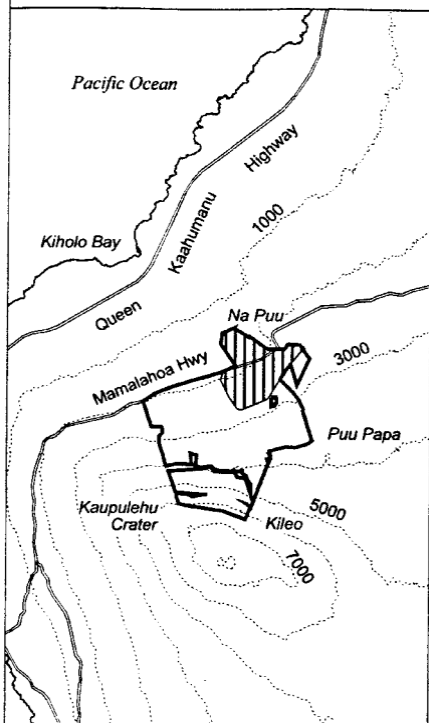 Pacific Ocean
Highway
Kaahumanu
1000
Kiholo Bay
Queen
Na Puu
Mamalahoa Hwy
3000
Puu Papa
Kaupulehu
Crater
5000
Kileo
7000